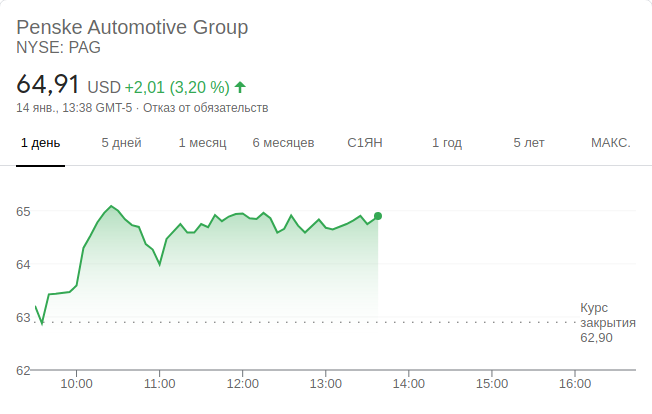 Penske Automotive Group
NYSE: PAG
64,91 USD +2,01 (3,20 %)
14 янв., 13:38 GMT-5 · Отказ от обязательств
1 день 5 дней 1 месяц 6 месяцев С1ЯН 1 год 5 лет МАКС.
65
64
63
Курс
закрытия
62,90
62
10:00 11:00 12:00 13:00 14:00 15:00 16:00